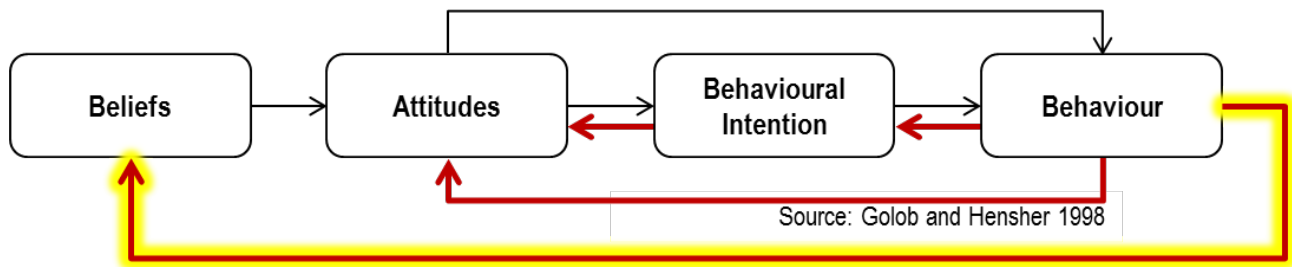 Beliefs
Attitudes
Behavioural
Intention
Behaviour
Source: Golob and Hensher 1998